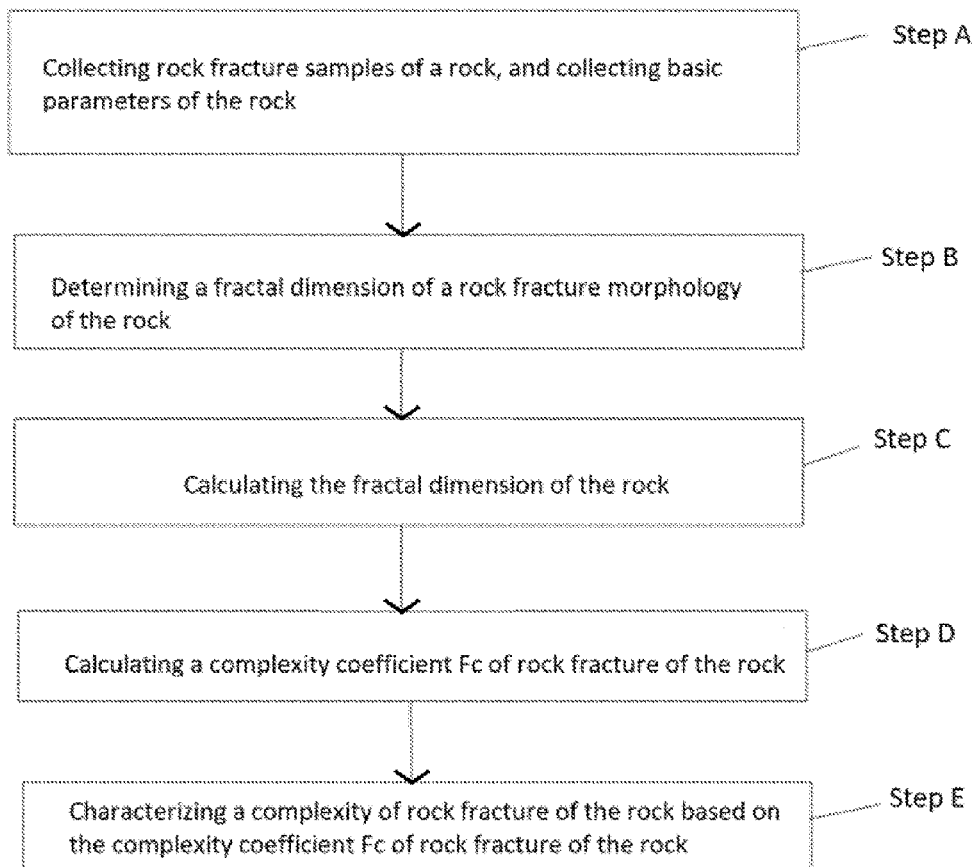 Step A
Collecting rock fracture samples of a rock, and collecting basic
parameters of the rock
Step B
Determining a fractal dimension of a rock fracture morphology
of the rock
Step C
Calculating the fractal dimension of the rock
Step D
Calculating a complexity coefficient Fc of rock fracture of the rock
Step E
Characterizing a complexity of rock fracture of the rock based on
the complexity coefficient Fc of rock fracture of the rock